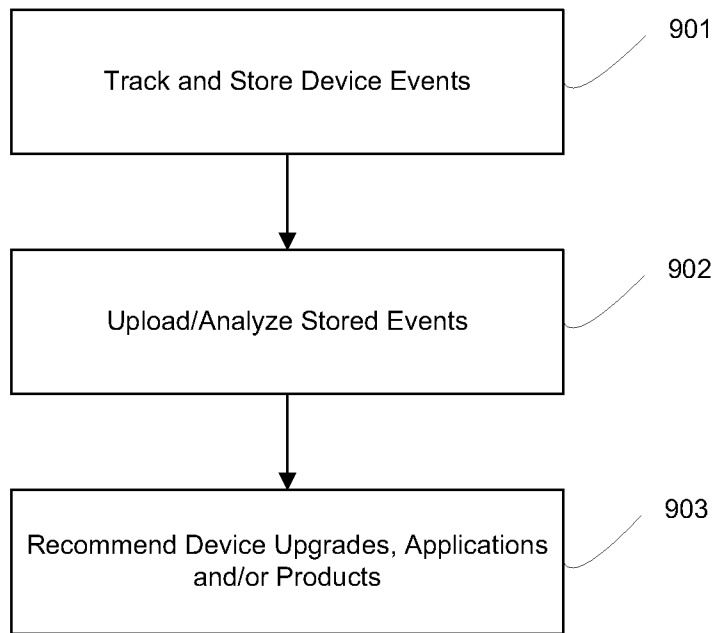 901
Track and Store Device Events
902
Upload/Analyze Stored Events
903
Recommend Device Upgrades, Applications
and/or Products